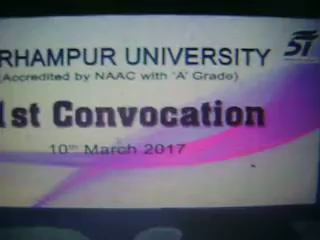 RHAMPUR UNIVERSITY
(Accredited by NAAC with 'A' Grade)
1st Convocation
10th March 2017